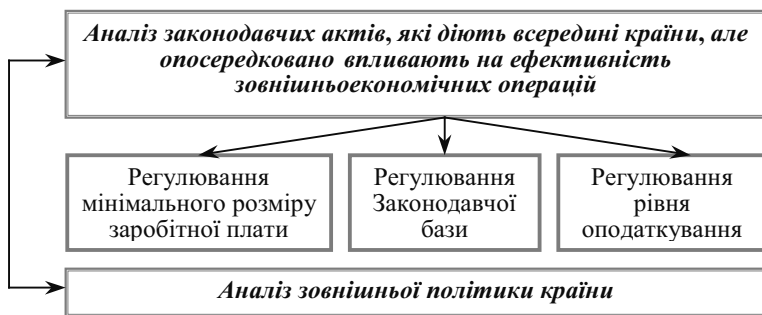 Аналіз законодавчих актів, які діють всередині країни, але
опосередковано впливають на ефективність
зовнішньоекономічних операцій
Регулювання
мінімального розміру
заробітної плати
Регулювання
Законодавчої
бази
Регулювання
рівня
оподаткування
Аналіз зовнішньої політики країни